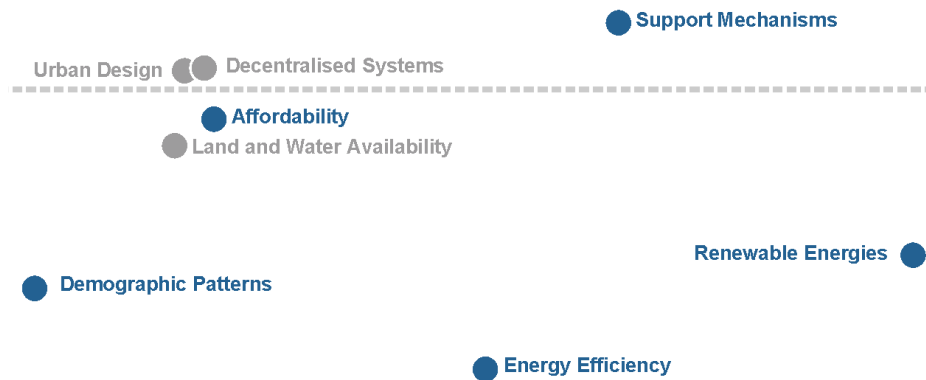 Support Mechanisms
Urban Design
Decentralised Systems
Affordability
Land and Water Availability
Renewable Energies
Demographic Patterns
Energy Efficiency